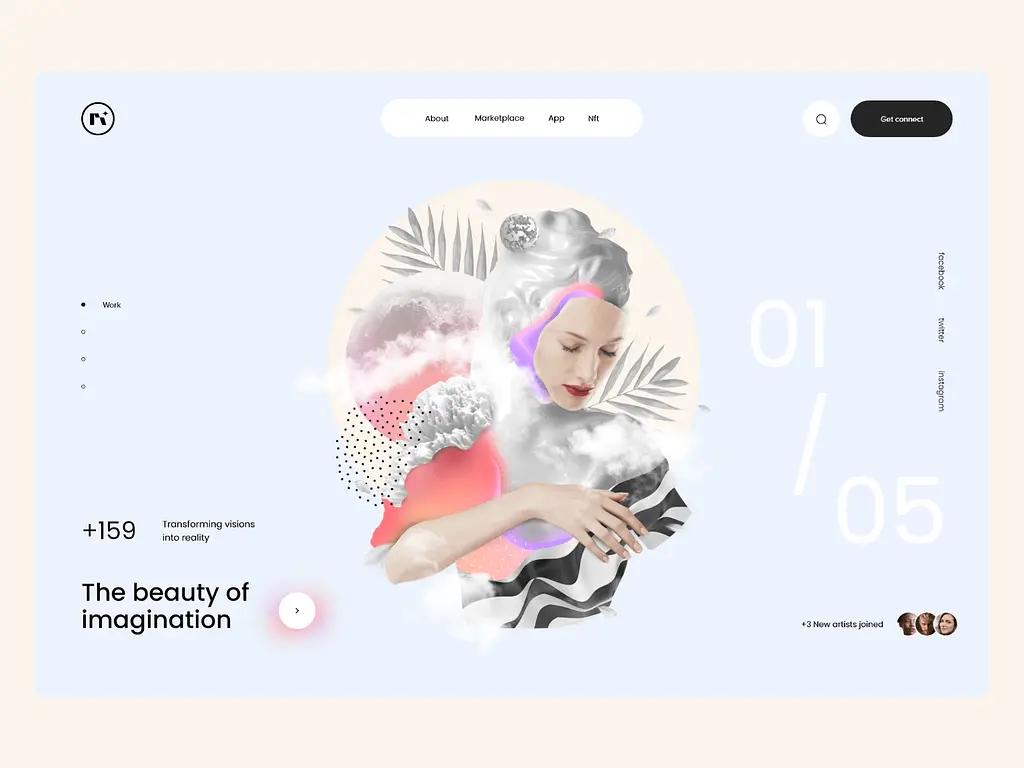 About
Marketplace
App
Nft
Get connect
Work
facebook
twitter
instagram
01
/
05
+159
Transforming visions
into reality
The beauty of
imagination
+3 New artists joined